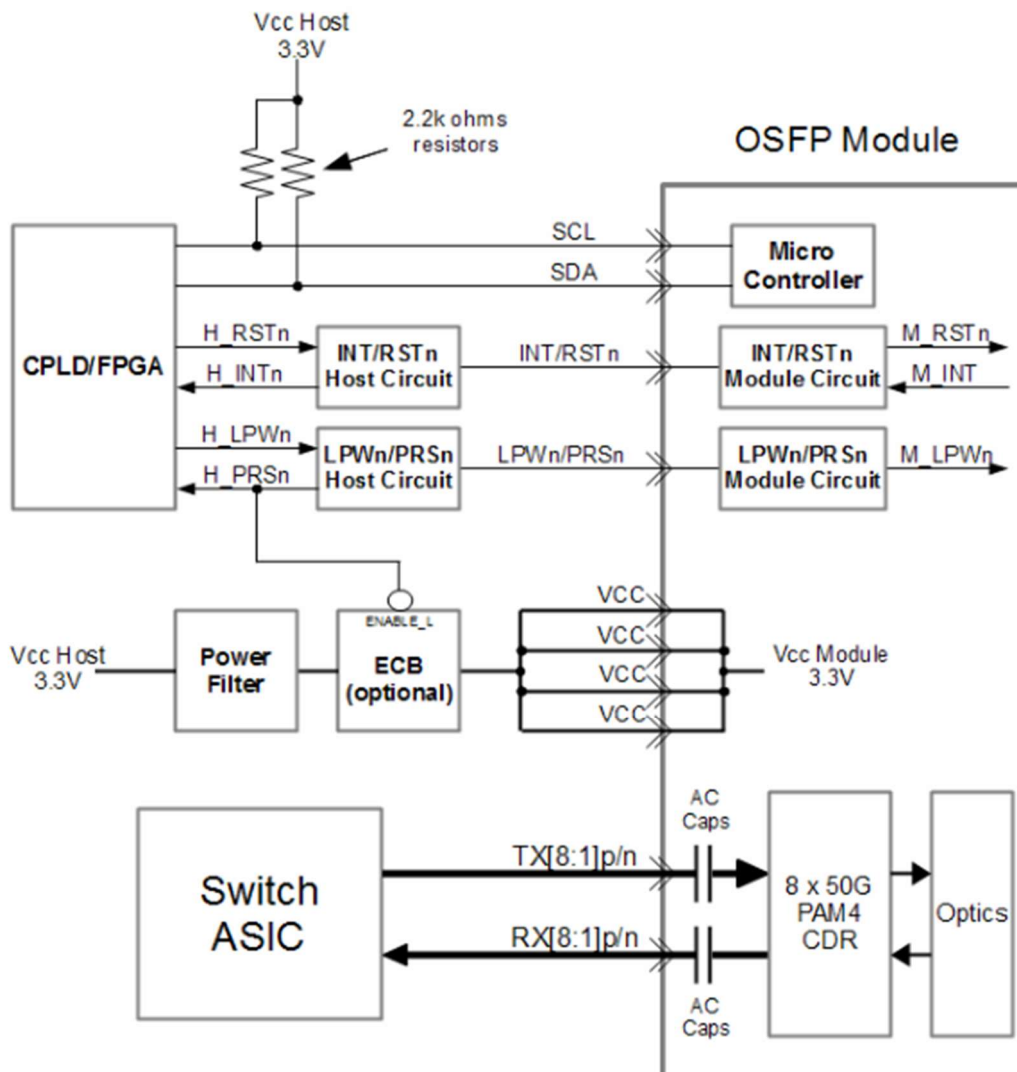 Vcc Host
3.3V
2.2k ohms
resistors
OSFP Module
SCL
SDA
Micro
Controller
CPLD/FPGA
H_RSTn
H_INTn
INT/RSTn
Host Circuit
INT/RSTn
INT/RSTn
Module Circuit
M_RSTn
M_INT
H_LPWn
H_PRSn
LPWn/PRSn
Host Circuit
LPWn/PRSn
LPWn/PRSn
Module Circuit
M_LPWn
Vcc Host
3.3V
Power
Filter
ENABLE_L
ECB
(optional)
VCC
VCC
VCC
VCC
Vcc Module
3.3V
Switch
ASIC
TX[8:1]p/n
RX[8:1]p/n
AC
Caps
AC
Caps
8 x 50G
PAM4
CDR
Optics